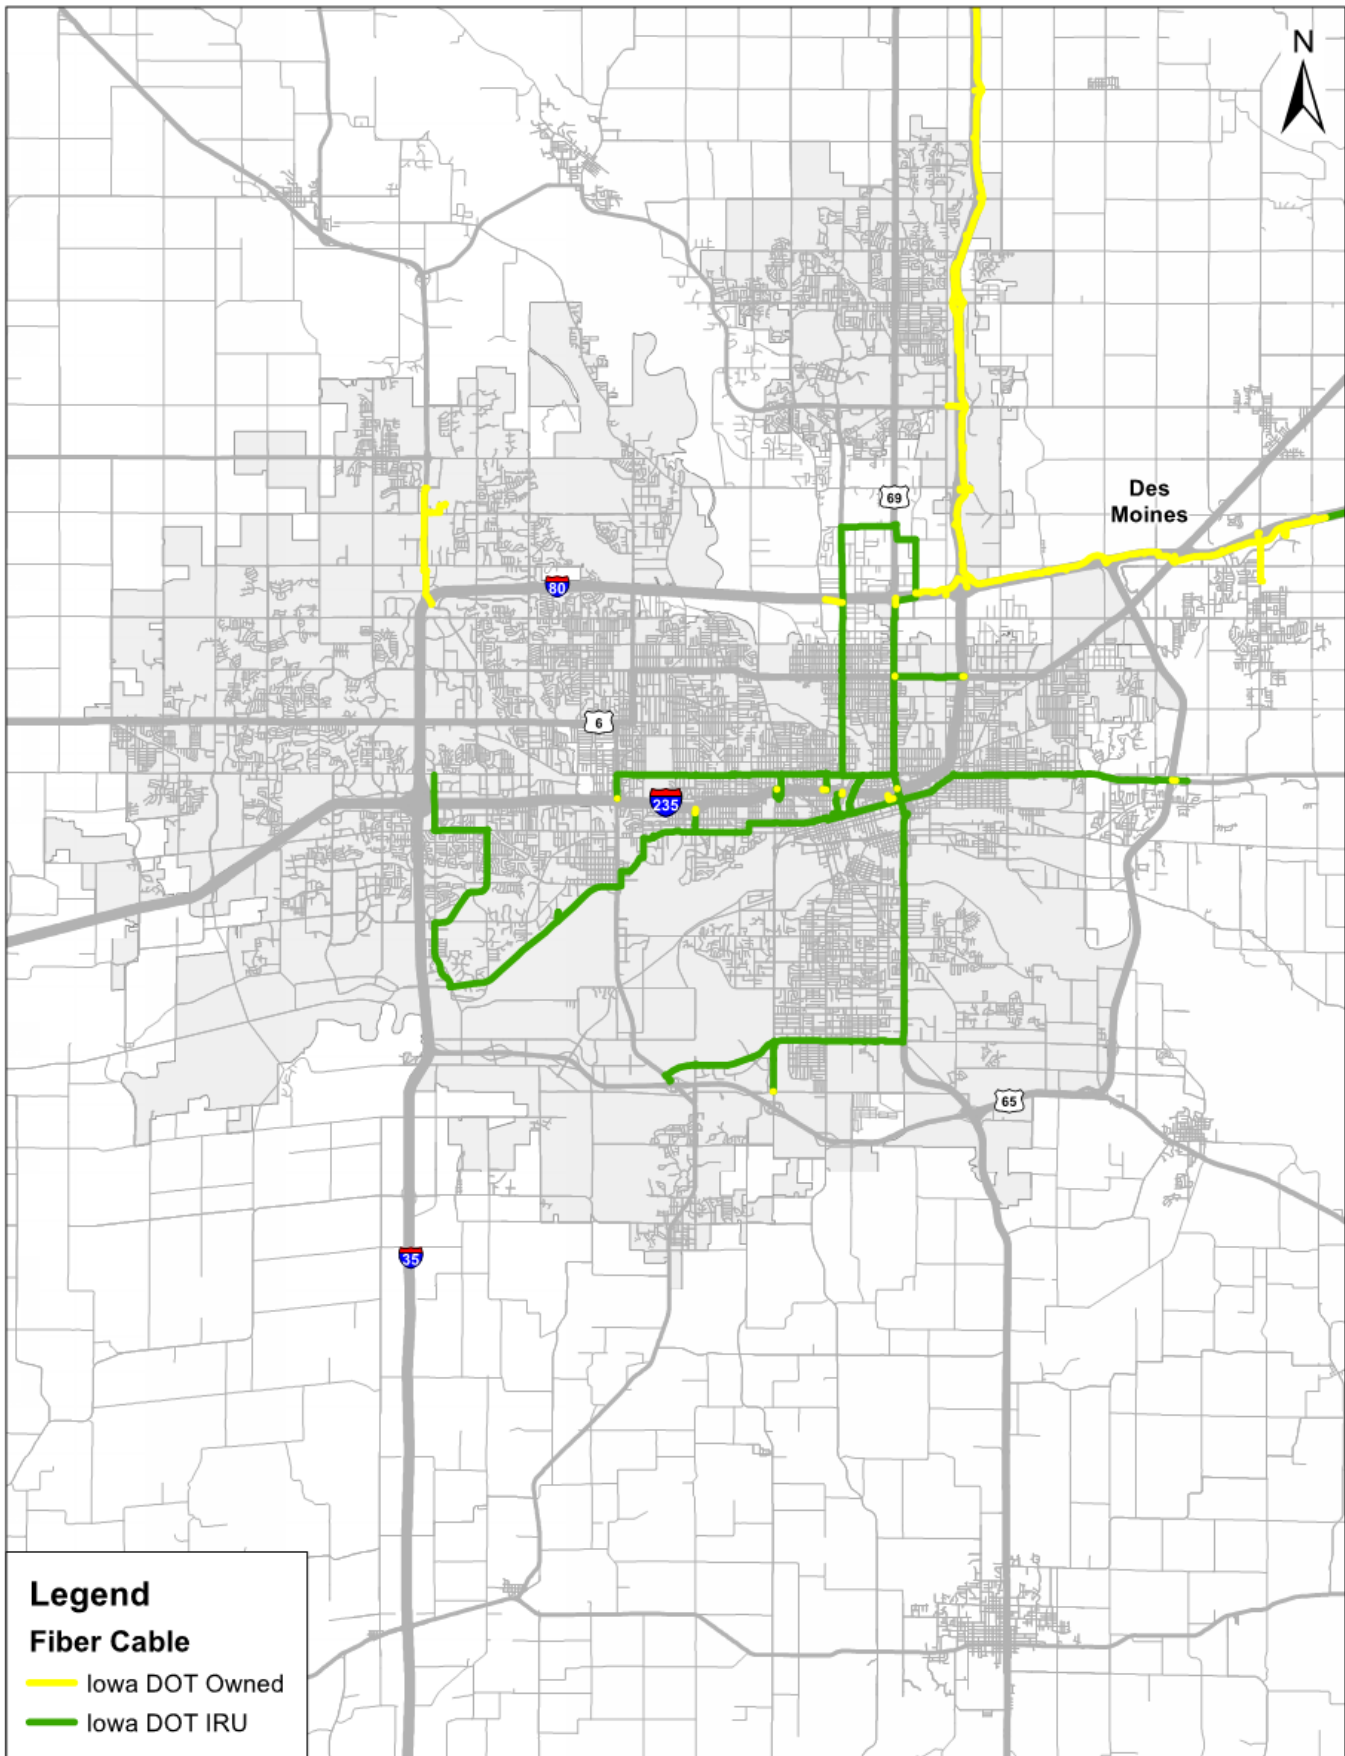 N
69
Des
Moines
80
6
235
65
35
Legend
Fiber Cable
Iowa DOT Owned
Iowa DOT IRU